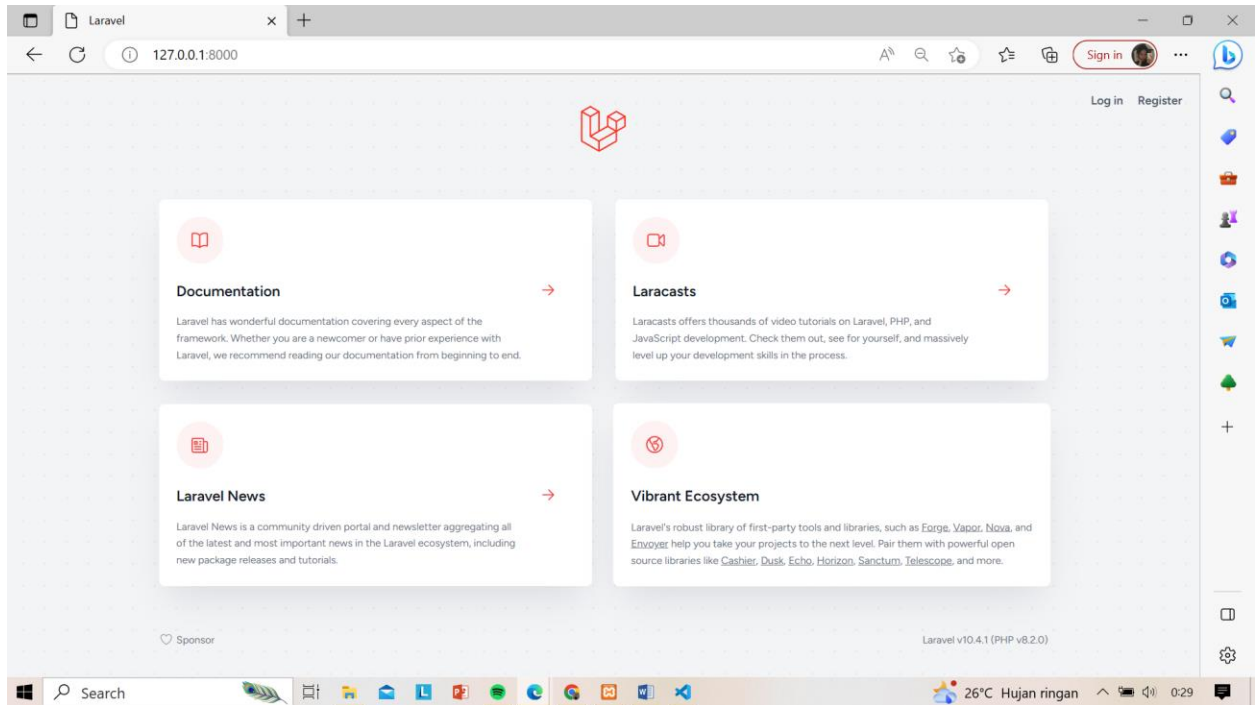 Laravel
127.0.0.1:8000
Sign in
Log in Register
Documentation
Laravel has wonderful documentation covering every aspect of the
framework. Whether you are a newcomer or have prior experience with
Laravel, we recommend reading our documentation from beginning to end.
Laracasts
Laracasts offers thousands of video tutorials on Laravel, PHP, and
JavaScript development. Check them out, see for yourself, and massively
level up your development skills in the process.
Laravel News
Laravel News is a community driven portal and newsletter aggregating all
of the latest and most important news in the Laravel ecosystem, including
new package releases and tutorials.
Vibrant Ecosystem
Laravel's robust library of first-party tools and libraries, such as Forge, Vapor, Nova, and
Envoyer help you take your projects to the next level. Pair them with powerful open
source libraries like Cashier, Dusk, Echo, Horizon, Sanctum, Telescope, and more.
Sponsor
Laravel v10.4.1 (PHP v8.2.0)
Search
26°C Hujan ringan
0:29